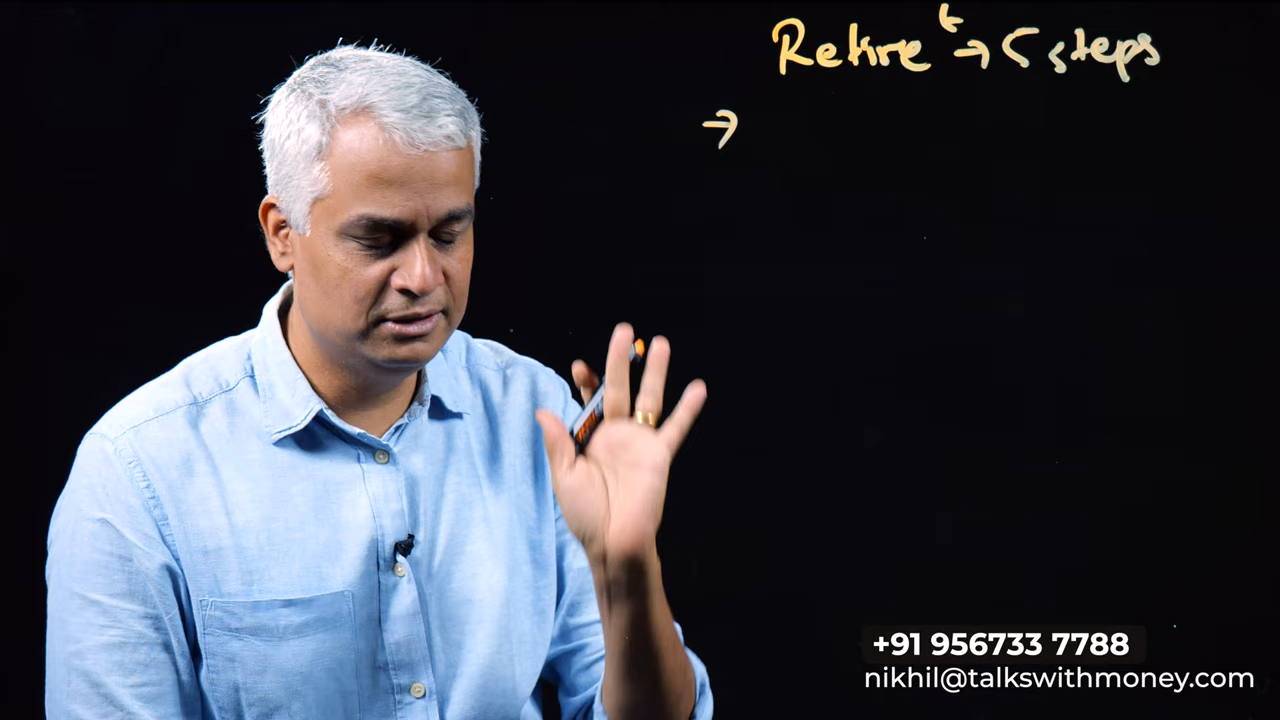 Retire t → 5 steps
→
+91 956733 7788
nikhil@talkswithmoney.com